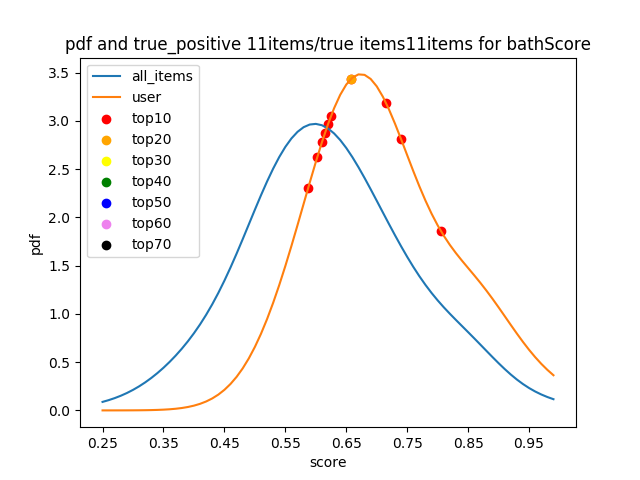 pdf and true_positive 11items/true items11items for bathScore
all_items
user
top10
top20
top30
top40
top50
top60
top70
3.5
3.0
2.5
2.0
1.5
1.0
0.5
0.0
pdf
0.25 0.35 0.45 0.55 0.65 0.75 0.85 0.95
score